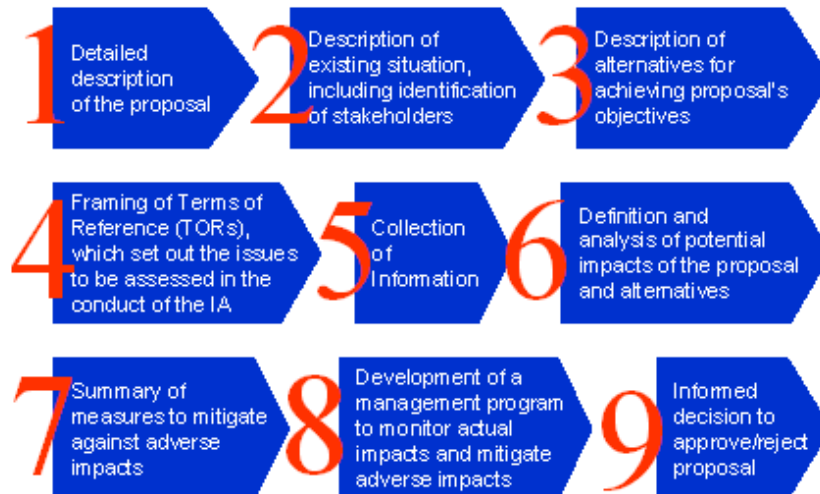 1 Detailed
description
of the proposal
2 Description of
existing situation,
including identification
of stakeholders
3 Description of
alternatives for
achieving proposal's
objectives
4 Framing of Terms of
Reference (TORs),
which set out the issues
to be assessed in the
conduct of the IA
5 Collection
of
Information
6 Definition and
analysis of potential
impacts of the proposal
and alternatives
7 Summary of
measures to mitigate
against adverse
impacts
8 Development of a
management program
to monitor actual
impacts and mitigate
adverse impacts
9 Informed
decision to
approve/reject
proposal